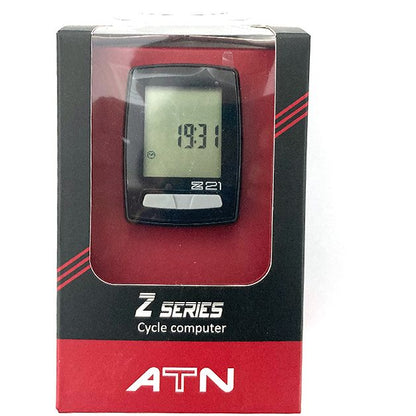 19:31
Z21
Z SERIES
Cycle computer
ATN